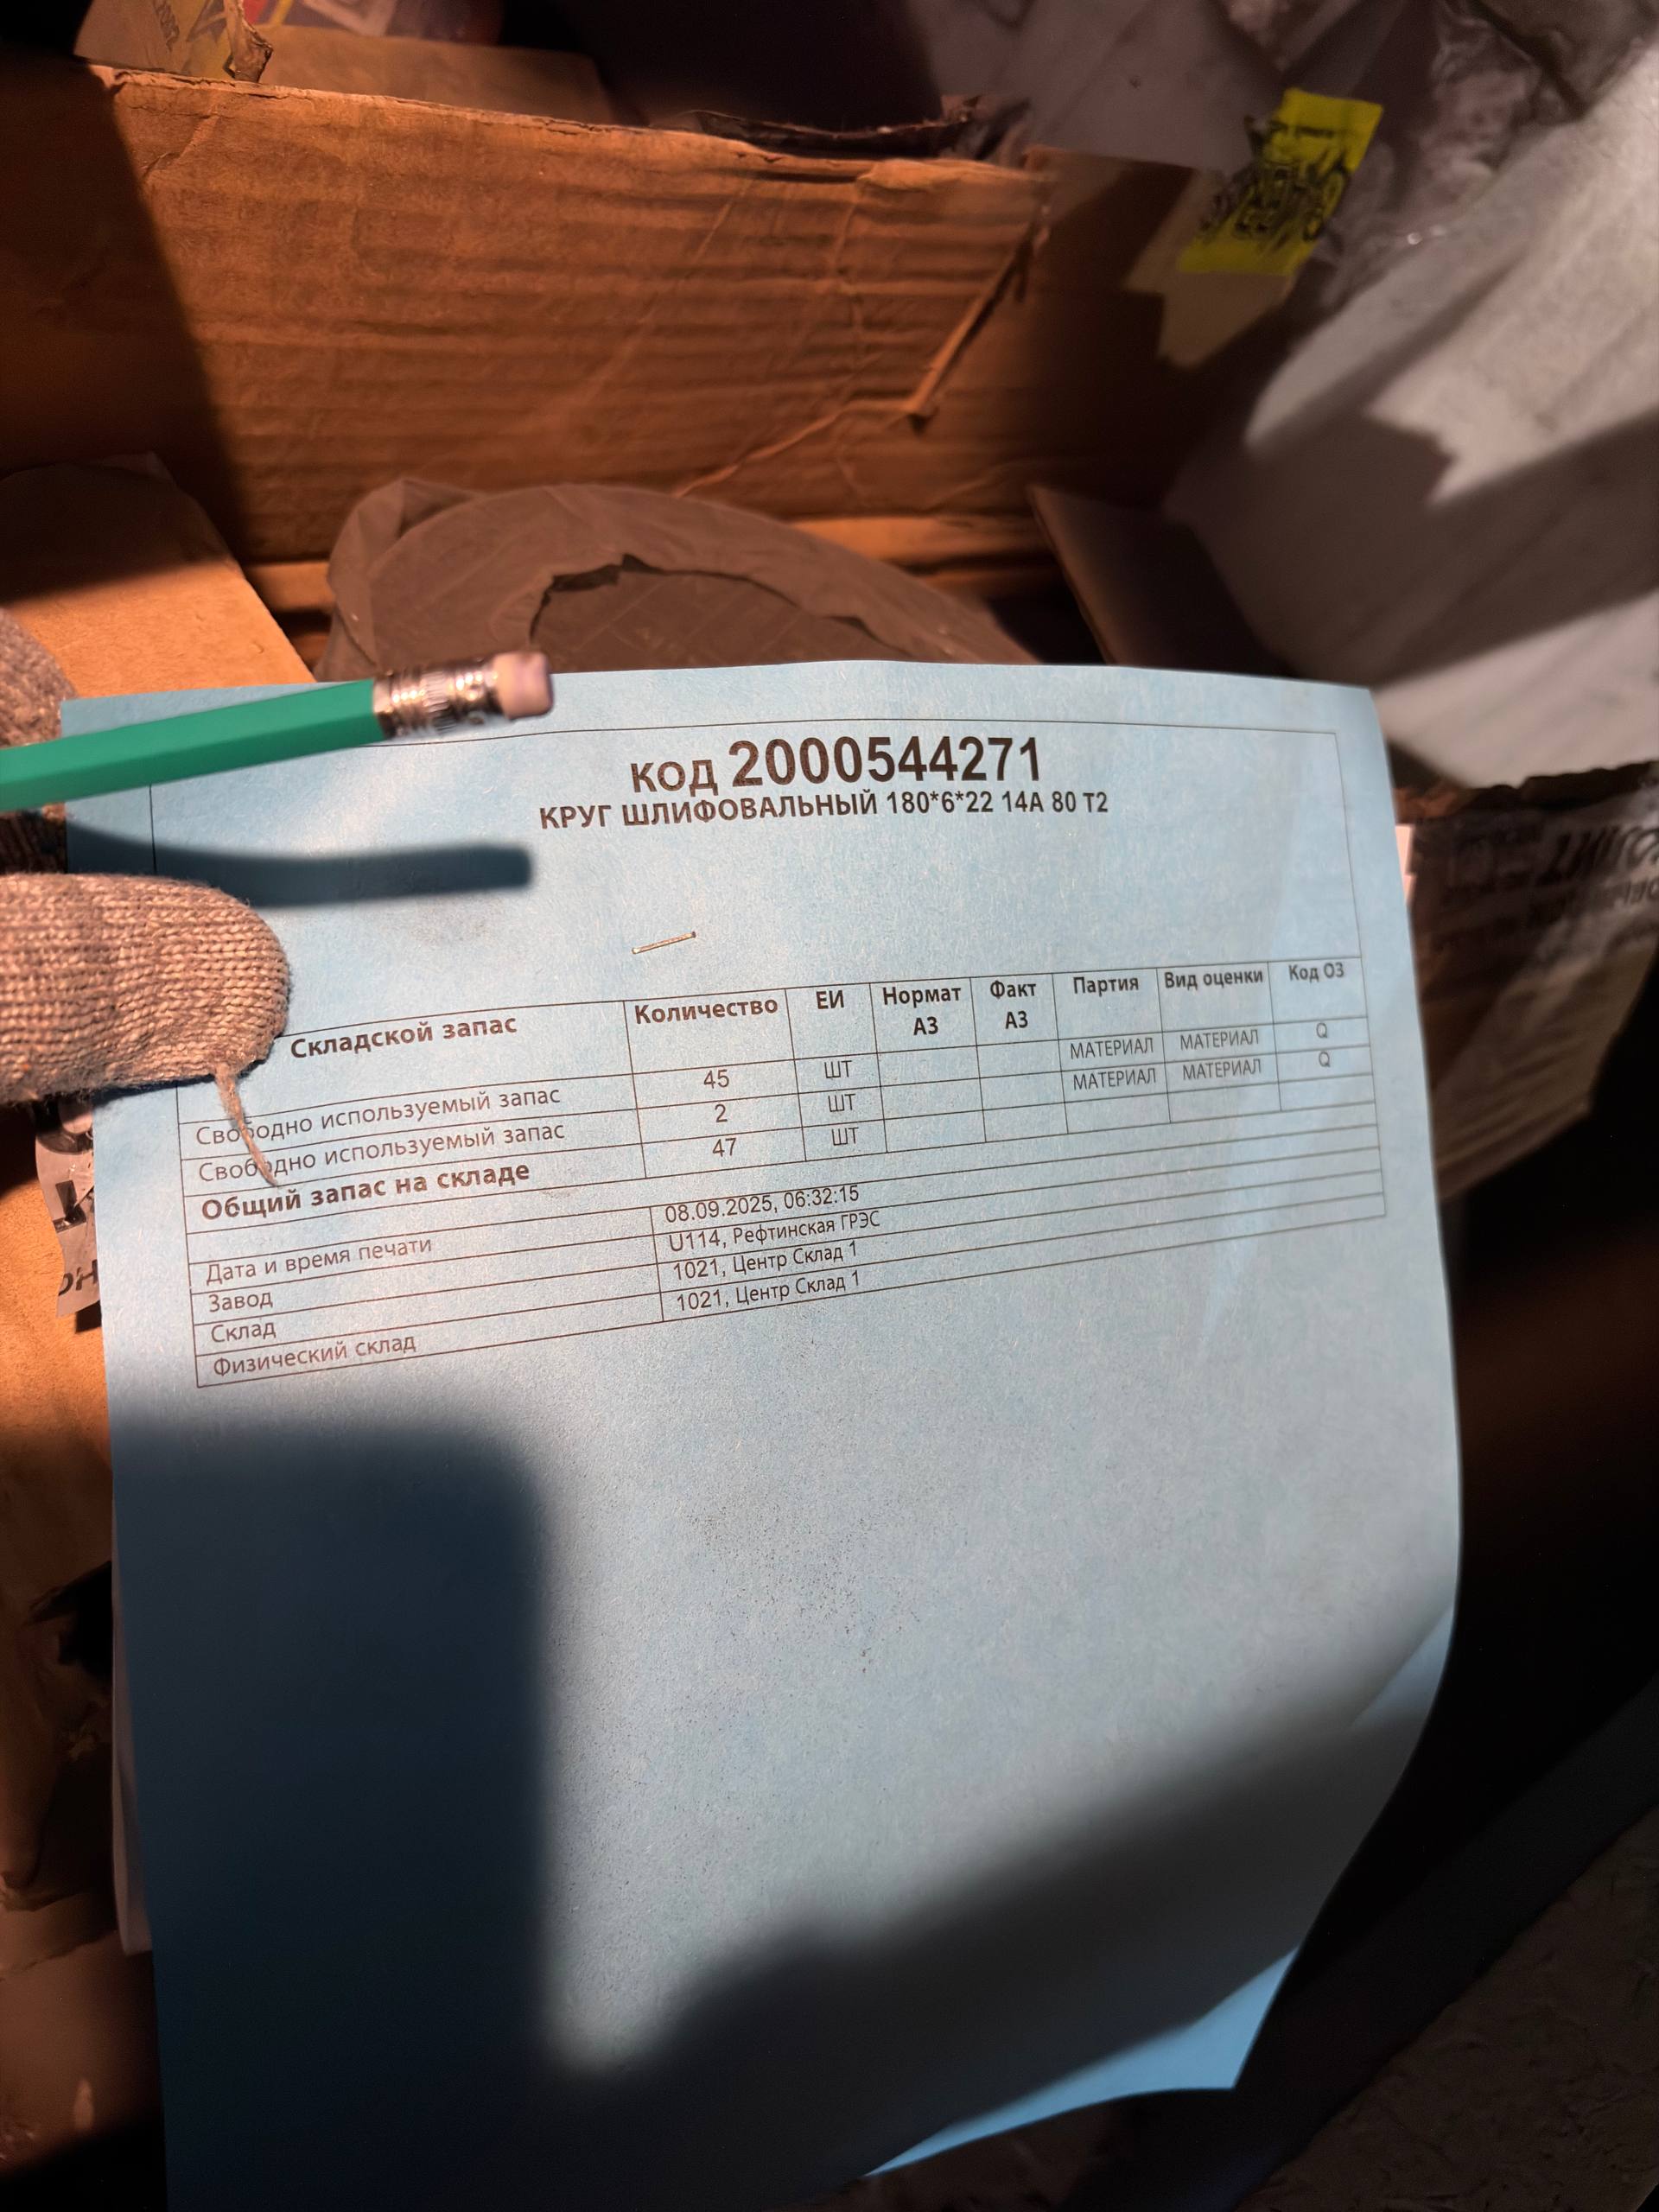 КОД 2000544271
КРУГ ШЛИФОВАЛЬНЫЙ 180*6*22 14А 80 Т2
Складской запас Количество ЕИ Нормат АЗ Факт АЗ Партия Вид оценки Код ОЗ
Свободно используемый запас 45 ШТ МАТЕРИАЛ МАТЕРИАЛ Q
Свободно используемый запас 2 ШТ МАТЕРИАЛ МАТЕРИАЛ Q
Общий запас на складе 47 ШТ
Дата и время печати 08.09.2025, 06:32:15
Завод U114, Рефтинская ГРЭС
Склад 1021, Центр Склад 1
Физический склад 1021, Центр Склад 1